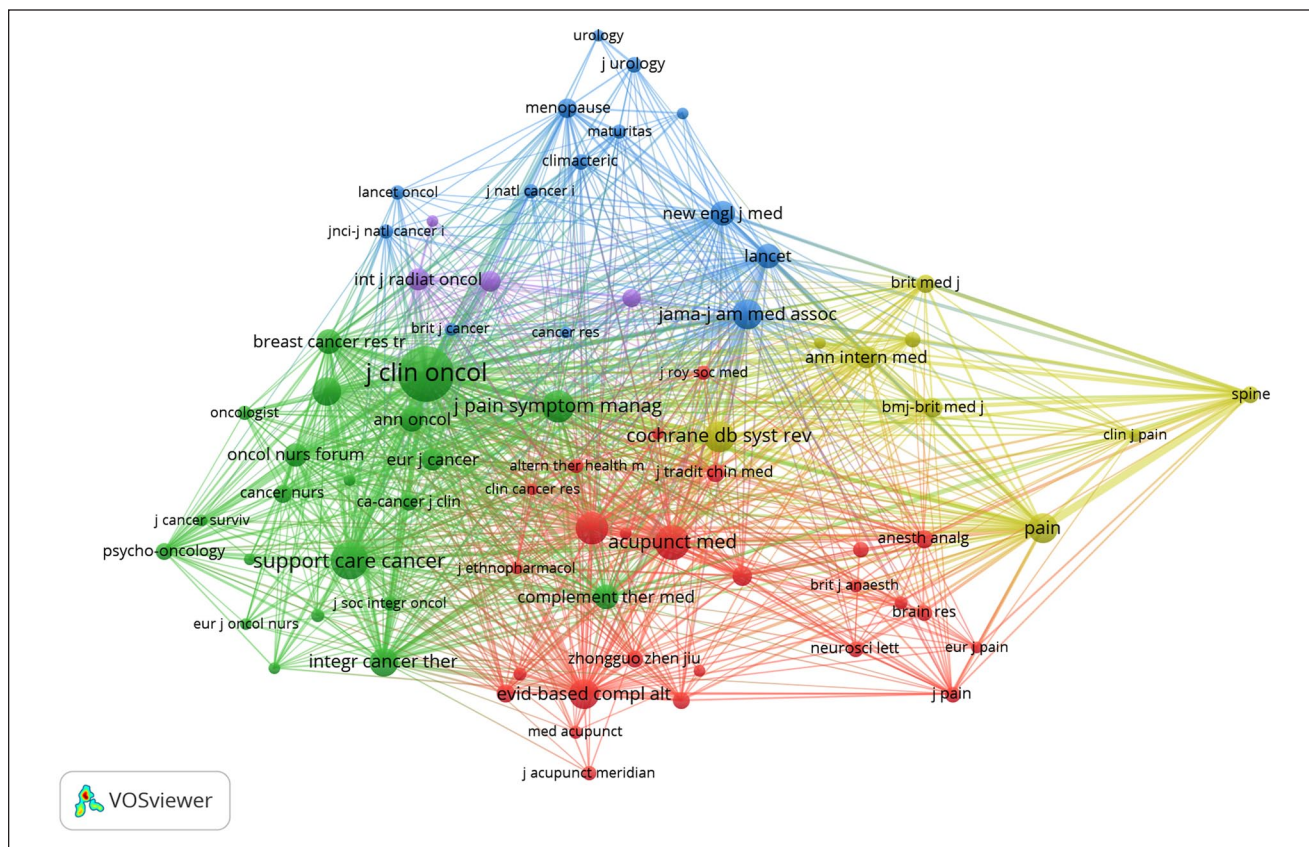 urology
j urology
menopause
maturitas
climacteric
lancet oncol
j natl cancer i
new engl j med
jnci-j natl cancer i
lancet
int j radiat oncol
brit med j
jama-j am med assoc
brit j cancer
cancer res
breast cancer res tr
ann intern med
j clin oncol
j roy soc med
spine
j pain symptom manag
bmj-brit med j
oncologist
ann oncol
cochrane db syst rev
clin j pain
oncol nurs forum
eur j cancer
altern ther health m
j tradit chin med
cancer nurs
ca-cancer j clin
clin cancer res
j cancer surviv
pain
anesth analg
acupunct med
psycho-oncology
support care cancer
j ethnopharmacol
brit j anaesth
complement ther med
j soc integr oncol
brain res
eur j oncol nurs
neurosci lett
eur j pain
integr cancer ther
zhongguo zhen jiu
evid-based compl alt
j pain
med acupunct
j acupunct meridian
VOSviewer